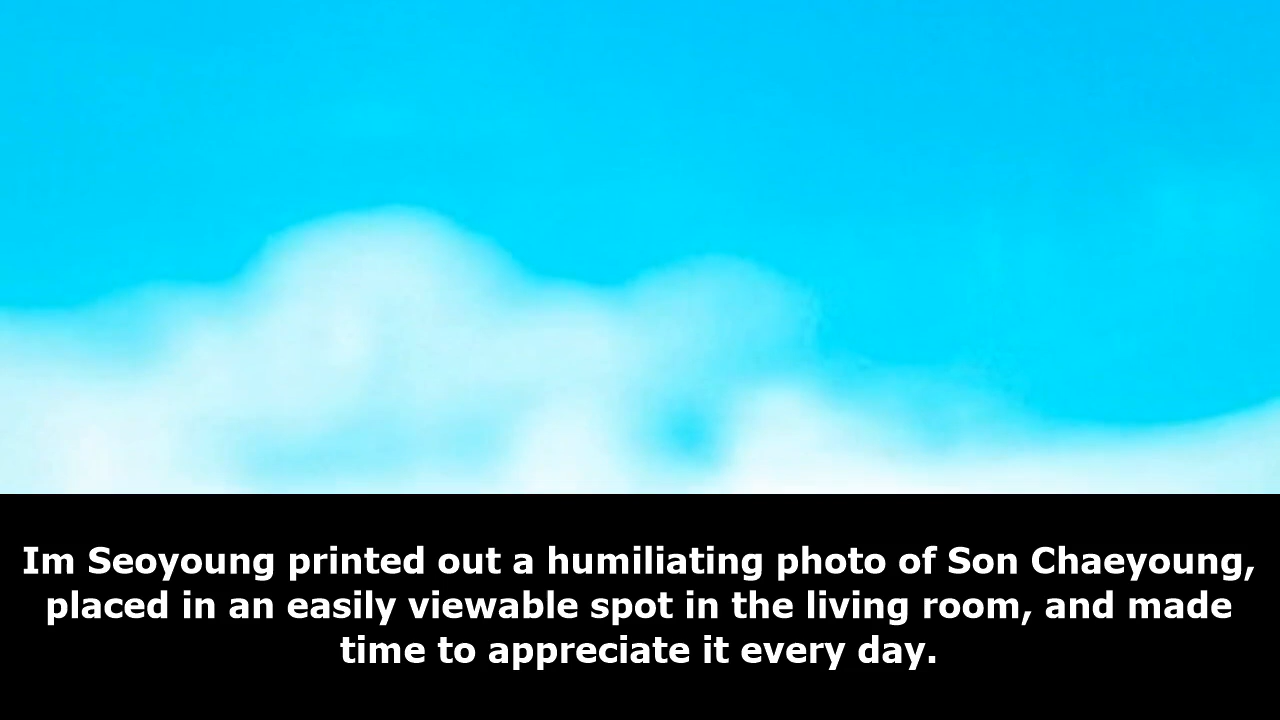 Im Seoyoung printed out a humiliating photo of Son Chaeyoung,
placed in an easily viewable spot in the living room, and made
time to appreciate it every day.